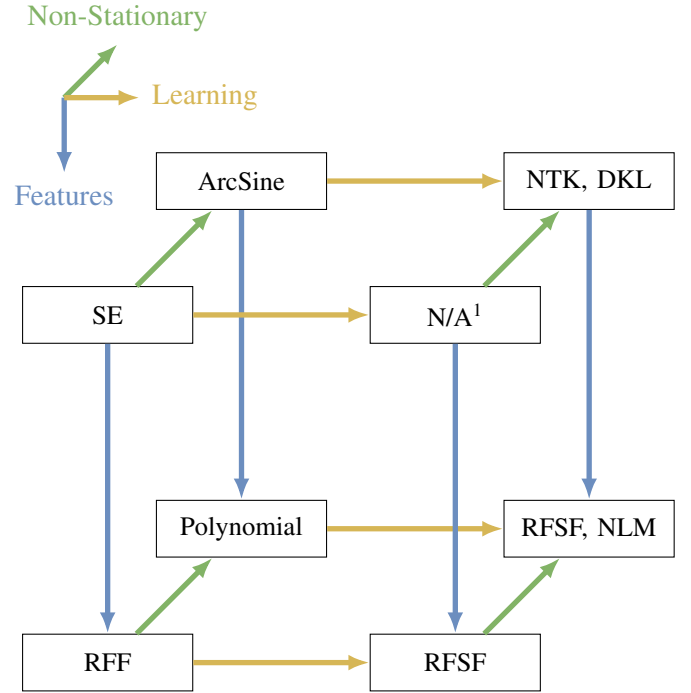 Non-Stationary
Learning
Features
ArcSine
NTK, DKL
SE
N/A¹
Polynomial
RFSF, NLM
RFF
RFSF